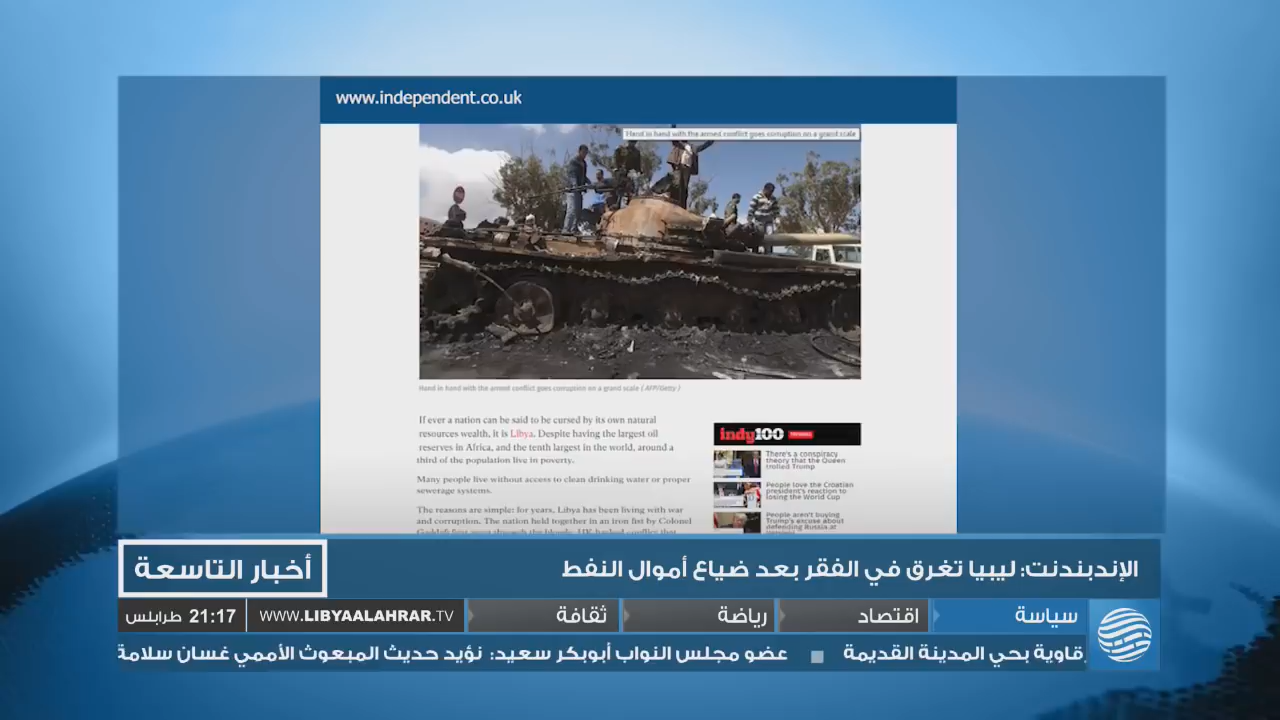 www.independent.co.uk
Hand in hand with the armed conflict goes corruption on a grand scale
Hand in hand with the armed conflict goes corruption on a grand scale ( AFP/Getty )
If ever a nation can be said to be cursed by its own natural
resources wealth, it is Libya. Despite having the largest oil
reserves in Africa, and the tenth largest in the world, around a
third of the population live in poverty.
Many people live without access to clean drinking water or proper
sewerage systems.
The reasons are simple: for years, Libya has been living with war
and corruption. The nation held together in an iron fist by Colonel
indy100 TRENDING
There's a conspiracy
theory that the Queen
trolled Trump
People love the Croatian
president's reaction to
losing the World Cup
People aren't buying
Trump's excuse about
defending Russia at
الإندبندنت: ليبيا تغرق في الفقر بعد ضياع أموال النفط
أخبار التاسعة
سياسة
اقتصاد
رياضة
ثقافة
WWW.LIBYAALAHRAR.TV
21:17 طرابلس
رقاوية بحي المدينة القديمة ■ عضو مجلس النواب أبوبكر سعيد: نؤيد حديث المبعوث الأممي غسان سلامة